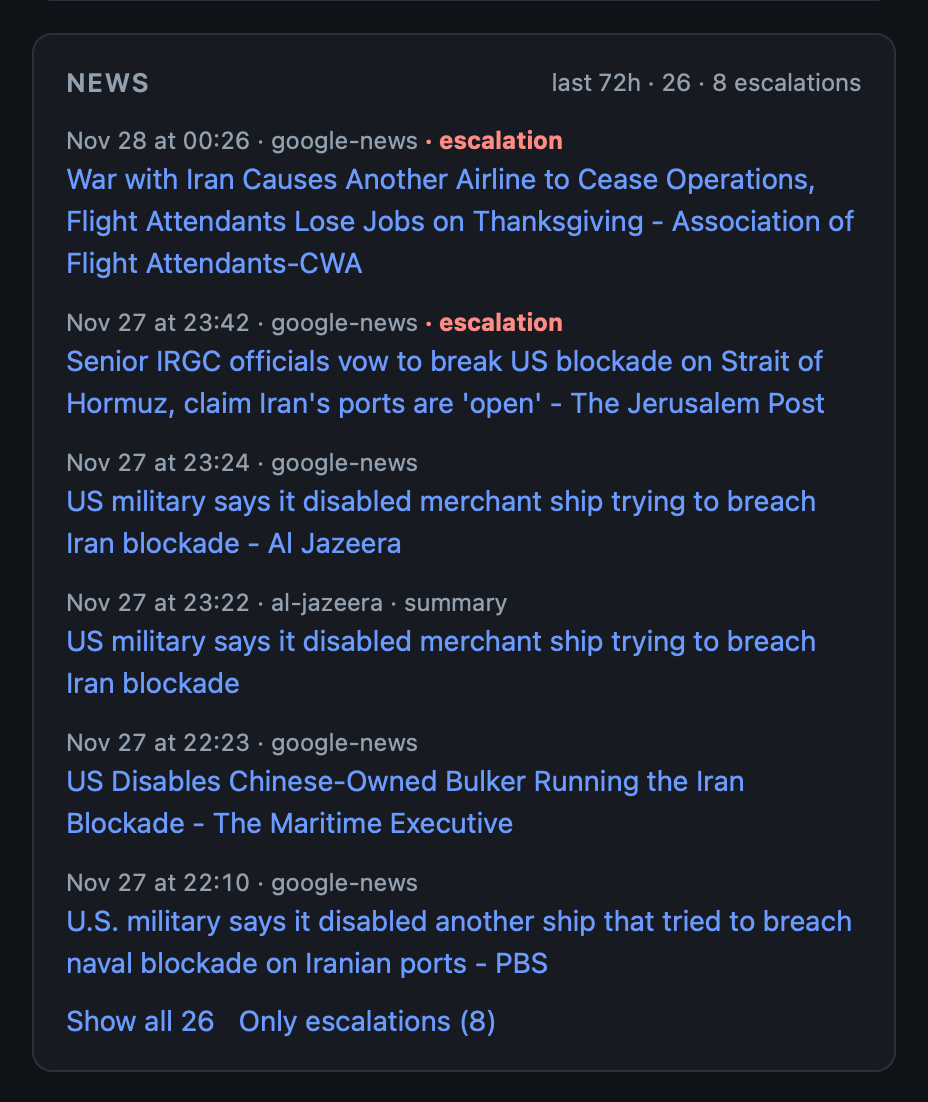 NEWS last 72h · 26 · 8 escalations
Nov 28 at 00:26 · google-news · escalation
War with Iran Causes Another Airline to Cease Operations,
Flight Attendants Lose Jobs on Thanksgiving - Association of
Flight Attendants-CWA
Nov 27 at 23:42 · google-news · escalation
Senior IRGC officials vow to break US blockade on Strait of
Hormuz, claim Iran's ports are 'open' - The Jerusalem Post
Nov 27 at 23:24 · google-news
US military says it disabled merchant ship trying to breach
Iran blockade - Al Jazeera
Nov 27 at 23:22 · al-jazeera · summary
US military says it disabled merchant ship trying to breach
Iran blockade
Nov 27 at 22:23 · google-news
US Disables Chinese-Owned Bulker Running the Iran
Blockade - The Maritime Executive
Nov 27 at 22:10 · google-news
U.S. military says it disabled another ship that tried to breach
naval blockade on Iranian ports - PBS
Show all 26 Only escalations (8)